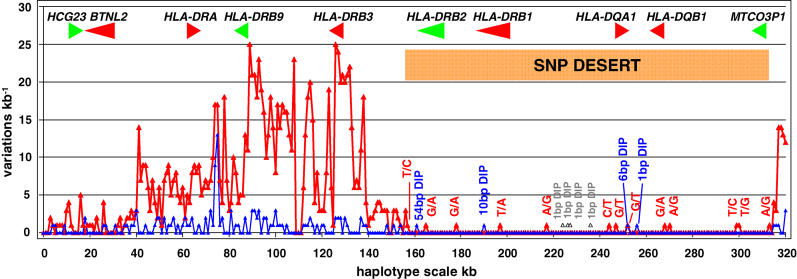 HCG23 BTNL2 HLA-DRA HLA-DRB9 HLA-DRB3 HLA-DRB2 HLA-DRB1 HLA-DQA1 HLA-DQB1 MTCO3P1
30
25
20
15
10
5
0
variations kb-1
SNP DESERT
T/C
54bp DIP
G/A
G/A
10bp DIP
T/A
A/G
1bp DIP
1bp DIP
1bp DIP
1bp DIP
C/T
G/T
6bp DIP
G/T
1bp DIP
G/A
A/G
T/C
T/G
A/G
0 20 40 60 80 100 120 140 160 180 200 220 240 260 280 300 320
haplotype scale kb